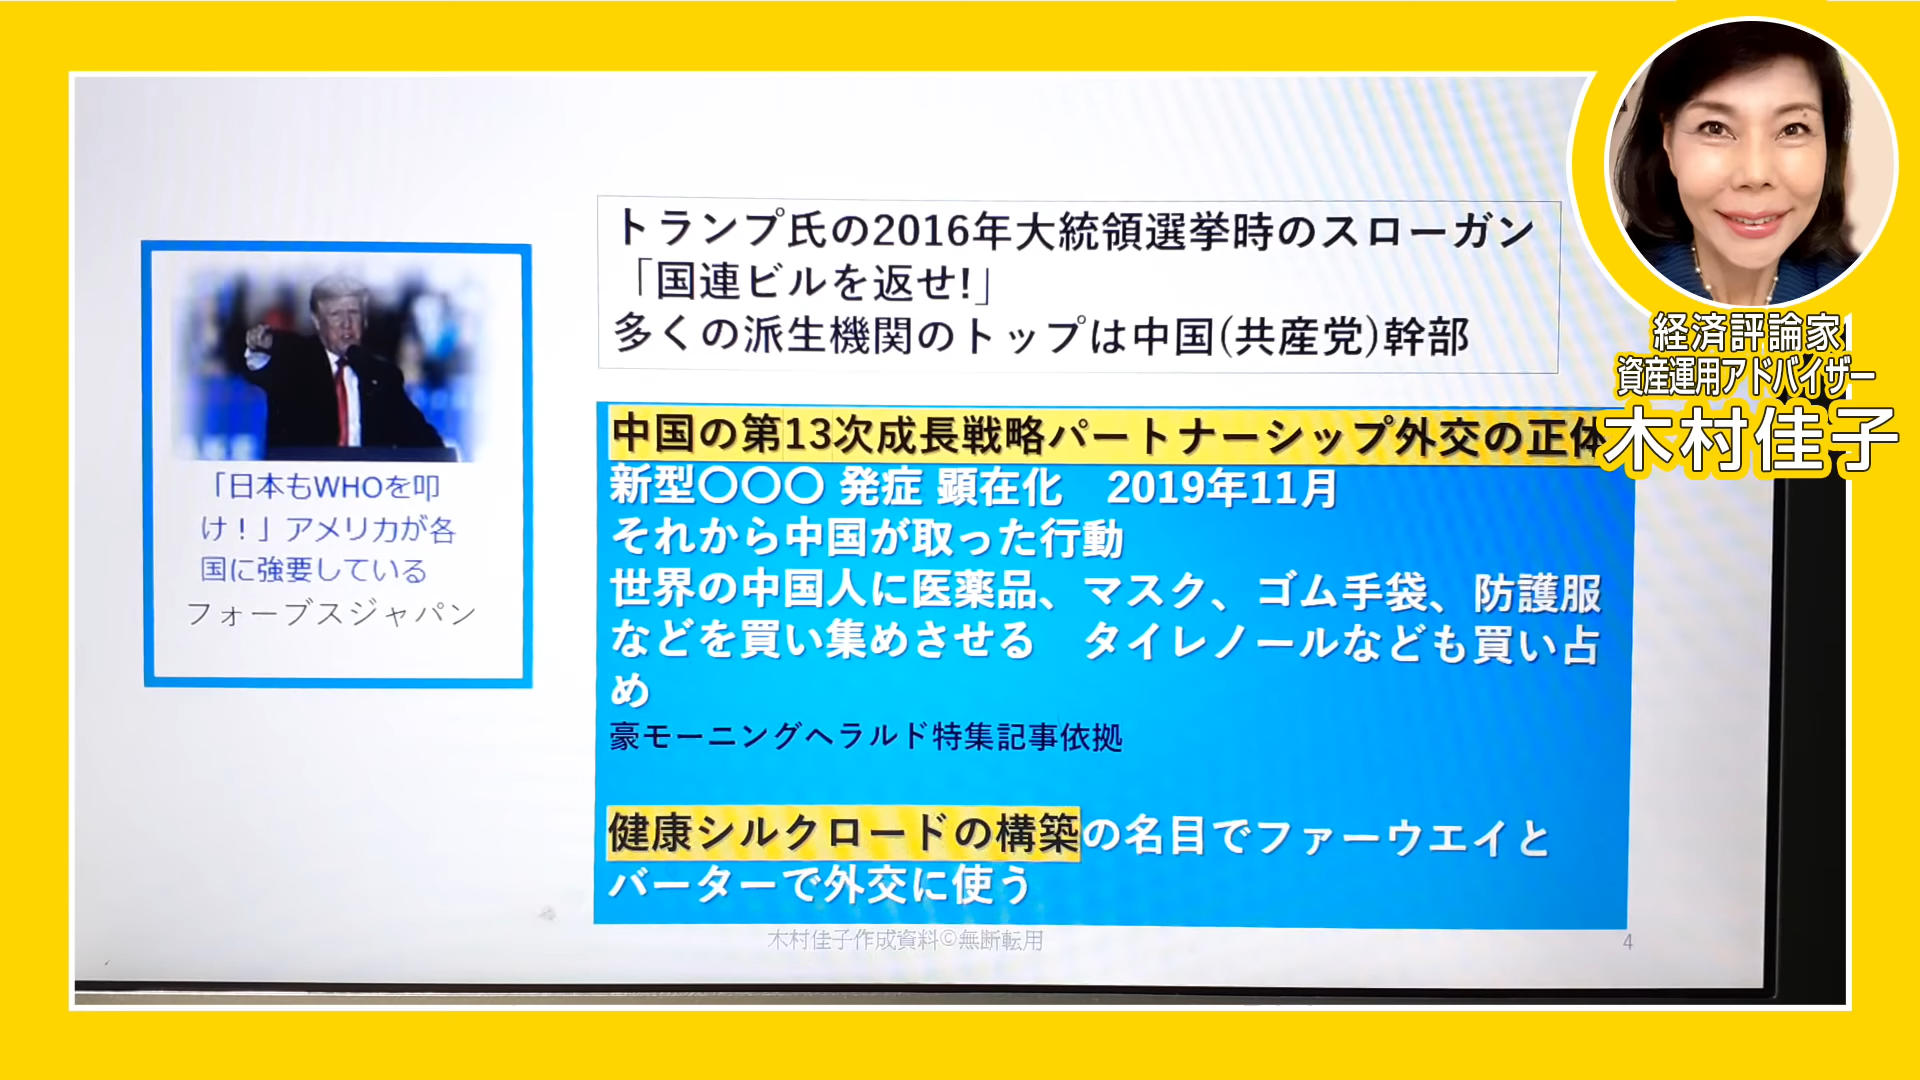 トランプ氏の2016年大統領選挙時のスローガン
「国連ビルを返せ!」
多くの派生機関のトップは中国(共産党)幹部
「日本もWHOを叩
け！」アメリカが各
国に強要している
フォーブスジャパン
中国の第13次成長戦略パートナーシップ外交の正体
新型〇〇〇 発症 顕在化　2019年11月
それから中国が取った行動
世界の中国人に医薬品、マスク、ゴム手袋、防護服
などを買い集めさせる　タイレノールなども買い占
め
豪モーニングヘラルド特集記事依拠
健康シルクロードの構築の名目でファーウエイと
バーターで外交に使う
木村佳子作成資料©無断転用
4
経済評論家
資産運用アドバイザー
木村佳子